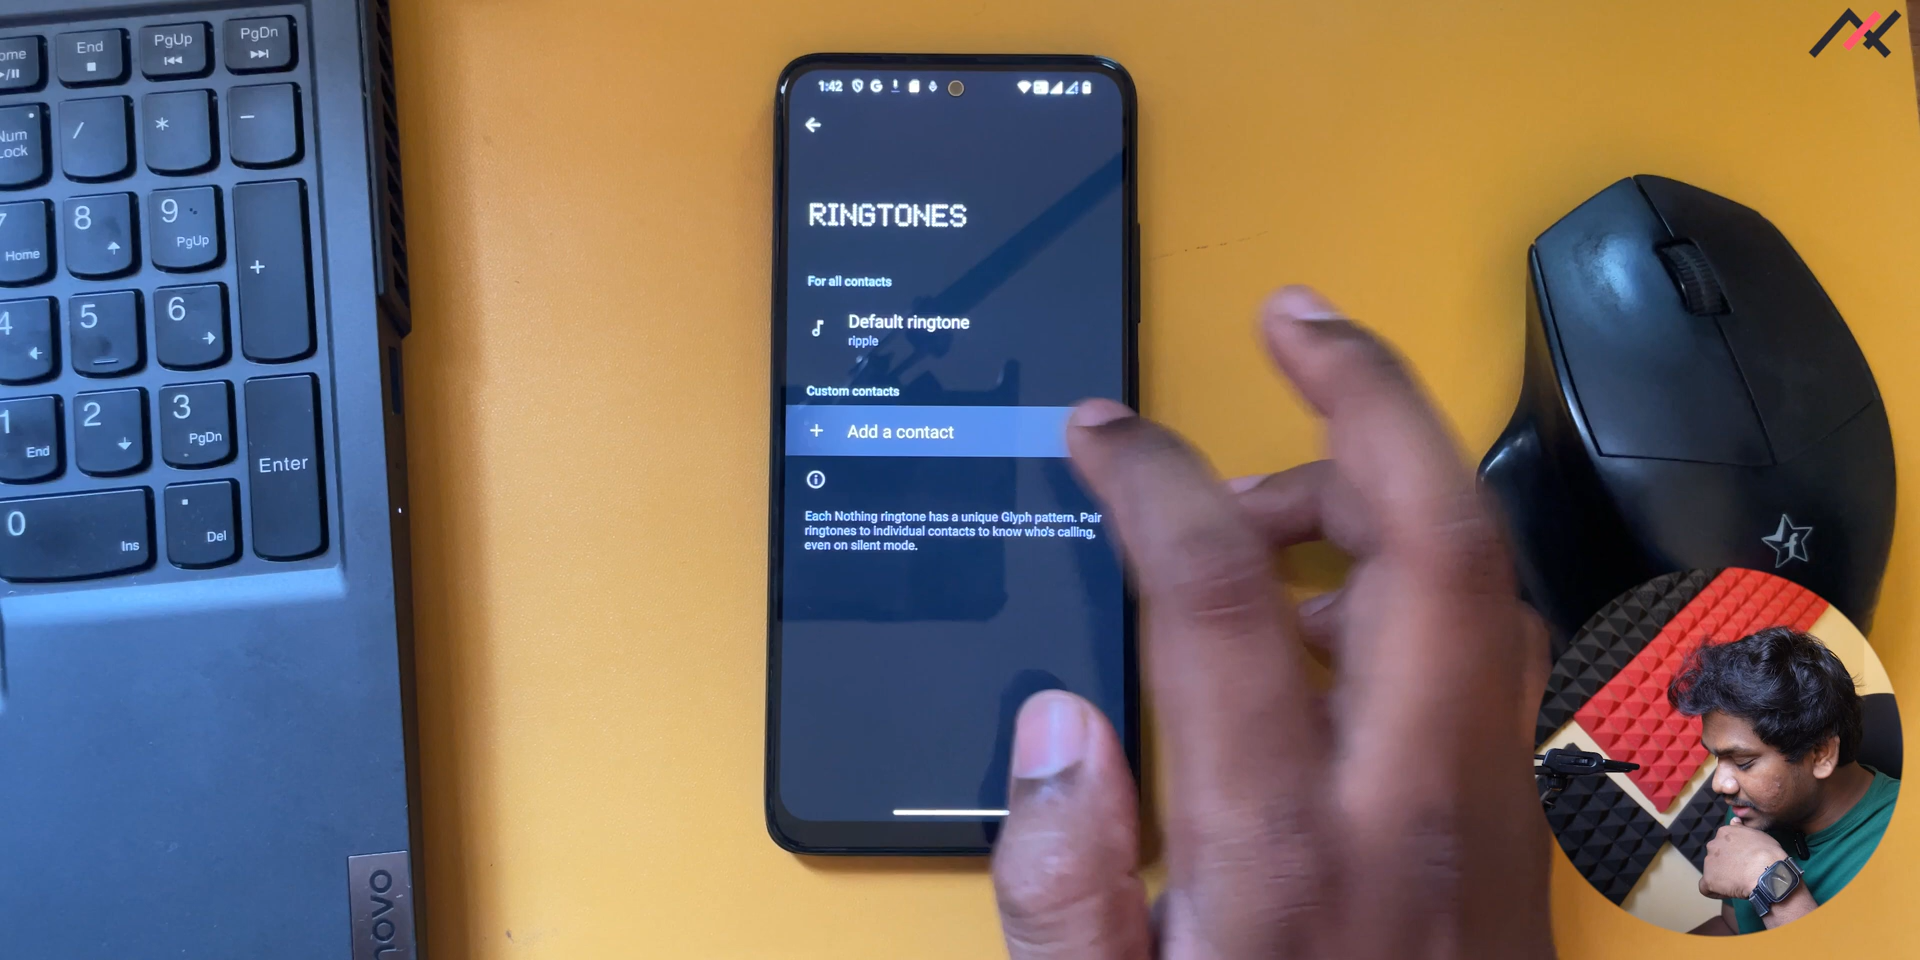 1:42
RINGTONES
For all contacts
Default ringtone
ripple
Custom contacts
+ Add a contact
Each Nothing ringtone has a unique Glyph pattern. Pair
ringtones to individual contacts to know who's calling,
even on silent mode.
End
PgUp
PgDn
Num
Lock
/
*
-
7
Home
8
9
PgUp
+
4
5
6
1
End
2
3
PgDn
Enter
0
Ins
.
Del